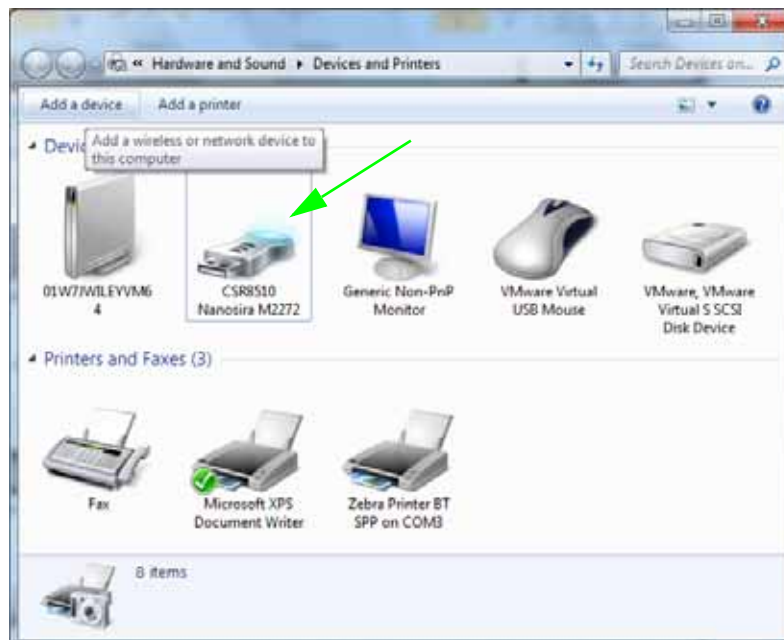 « Hardware and Sound ▸ Devices and Printers
Search Devices an...
Add a device Add a printer
Devic
Add a wireless or network device to
this computer
01W7JWILEYVM6
4
CSR8510
Nanosira M2272
Generic Non-PnP
Monitor
VMware Virtual
USB Mouse
VMware, VMware
Virtual S SCSI
Disk Device
Printers and Faxes (3)
Fax
Microsoft XPS
Document Writer
Zebra Printer BT
SPP on COM3
8 items